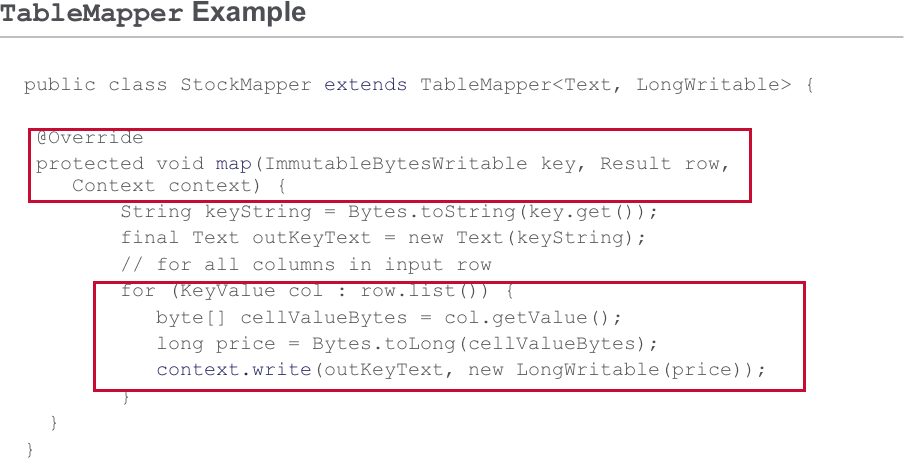 TableMapper Example
public class StockMapper extends TableMapper<Text, LongWritable> {
@Override
protected void map(ImmutableBytesWritable key, Result row,
Context context) {
String keyString = Bytes.toString(key.get());
final Text outKeyText = new Text(keyString);
// for all columns in input row
for (KeyValue col : row.list()) {
byte[] cellValueBytes = col.getValue();
long price = Bytes.toLong(cellValueBytes);
context.write(outKeyText, new LongWritable(price));
}
}
}